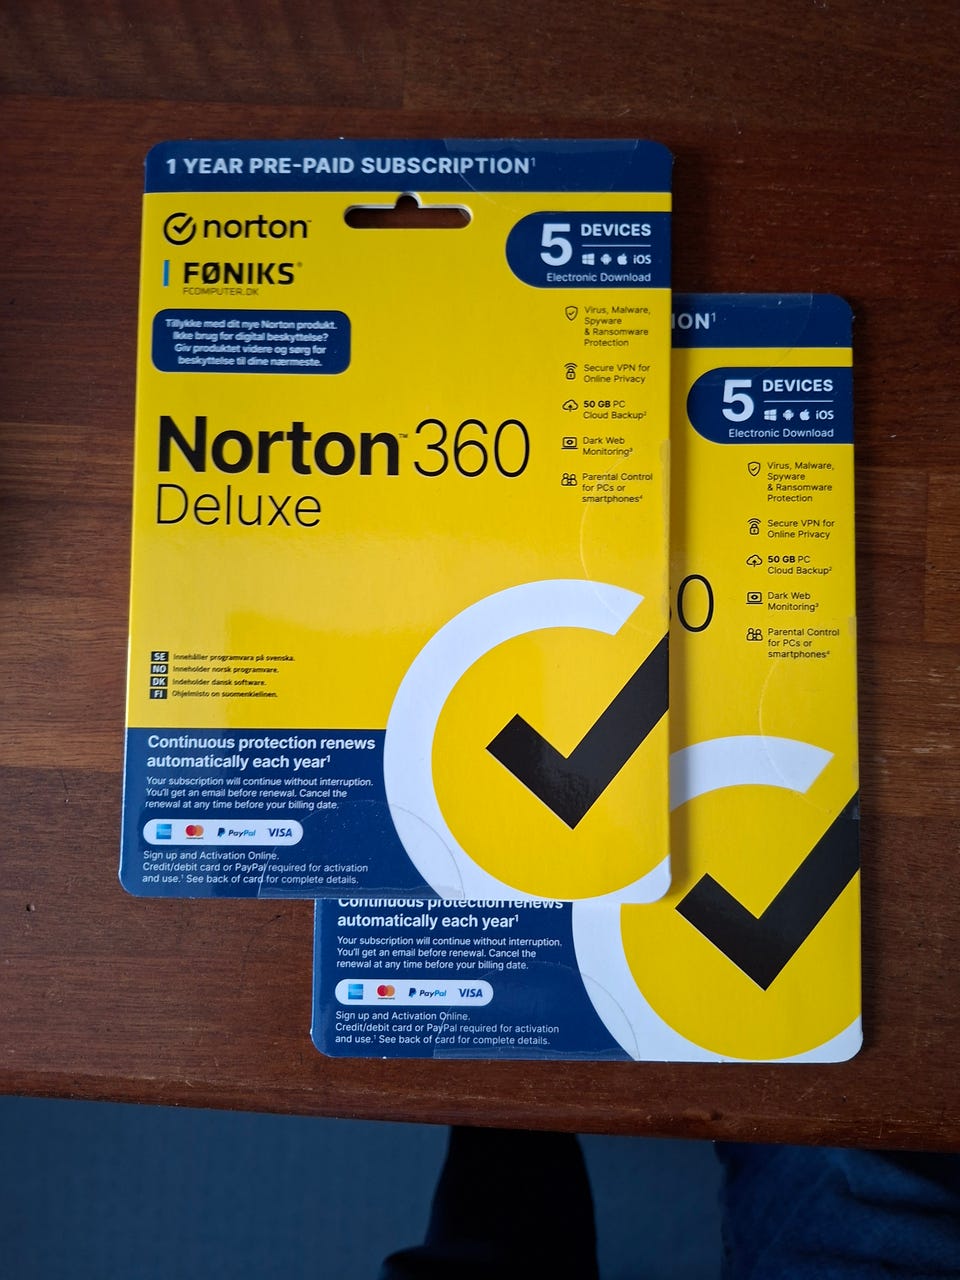 1 YEAR PRE-PAID SUBSCRIPTION¹
norton™
FØNIKS®
FCOMPUTER.DK
5 DEVICES
iOS
Electronic Download
Tillykke med dit nye Norton produkt.
Ikke brug for digital beskyttelse?
Giv produktet videre og sørg for
beskyttelse til dine nærmeste.
Virus, Malware,
Spyware
& Ransomware
Protection
Secure VPN for
Online Privacy
50 GB PC
Cloud Backup²
Dark Web
Monitoring³
Parental Control
for PCs or
smartphones⁴
Norton™ 360
Deluxe
SE Innehåller programvara på svenska.
NO Inneholder norsk programvare.
DK Indeholder dansk software.
FI Ohjelmisto on suomenkielinen.
Continuous protection renews
automatically each year¹
Your subscription will continue without interruption.
You'll get an email before renewal. Cancel the
renewal at any time before your billing date.
PayPal VISA
Sign up and Activation Online.
Credit/debit card or PayPal required for activation
and use.¹ See back of card for complete details.
ION¹
5 DEVICES
iOS
Electronic Download
Virus, Malware,
Spyware
& Ransomware
Protection
Secure VPN for
Online Privacy
50 GB PC
Cloud Backup²
Dark Web
Monitoring³
Parental Control
for PCs or
smartphones⁴
0
Continuous protection renews
automatically each year¹
Your subscription will continue without interruption.
You'll get an email before renewal. Cancel the
renewal at any time before your billing date.
PayPal VISA
Sign up and Activation Online.
Credit/debit card or PayPal required for activation
and use.¹ See back of card for complete details.